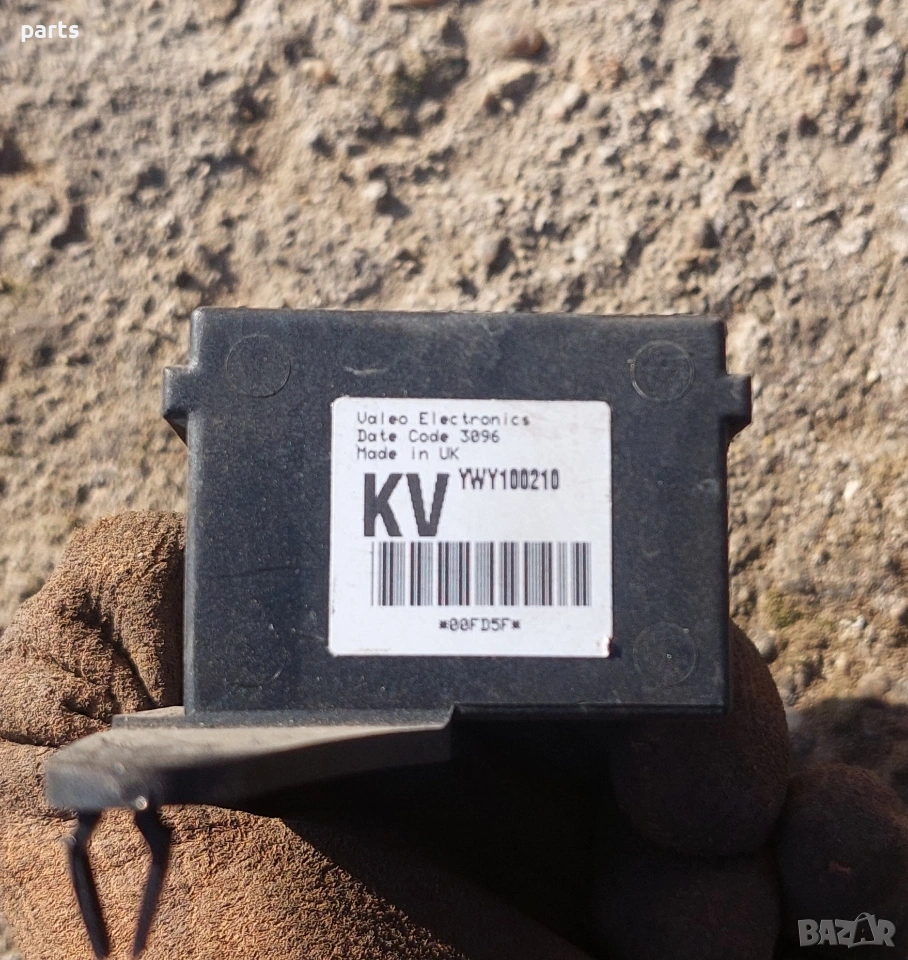 parts
Valeo Electronics
Date Code 3096
Made in UK
KV YWY100210
*00FD5F*
BAZAR